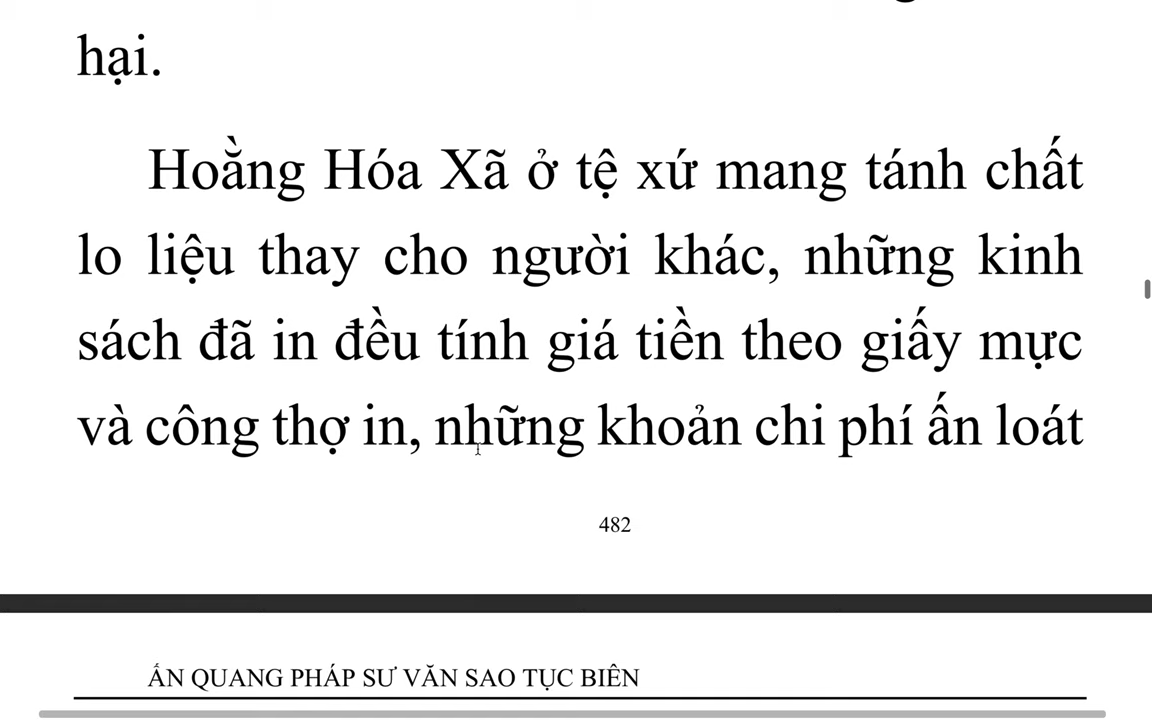 hại.
Hoằng Hóa Xã ở tệ xứ mang tánh chất
lo liệu thay cho người khác, những kinh
sách đã in đều tính giá tiền theo giấy mực
và công thợ in, những khoản chi phí ấn loát
482
ẤN QUANG PHÁP SƯ VĂN SAO TỤC BIÊN